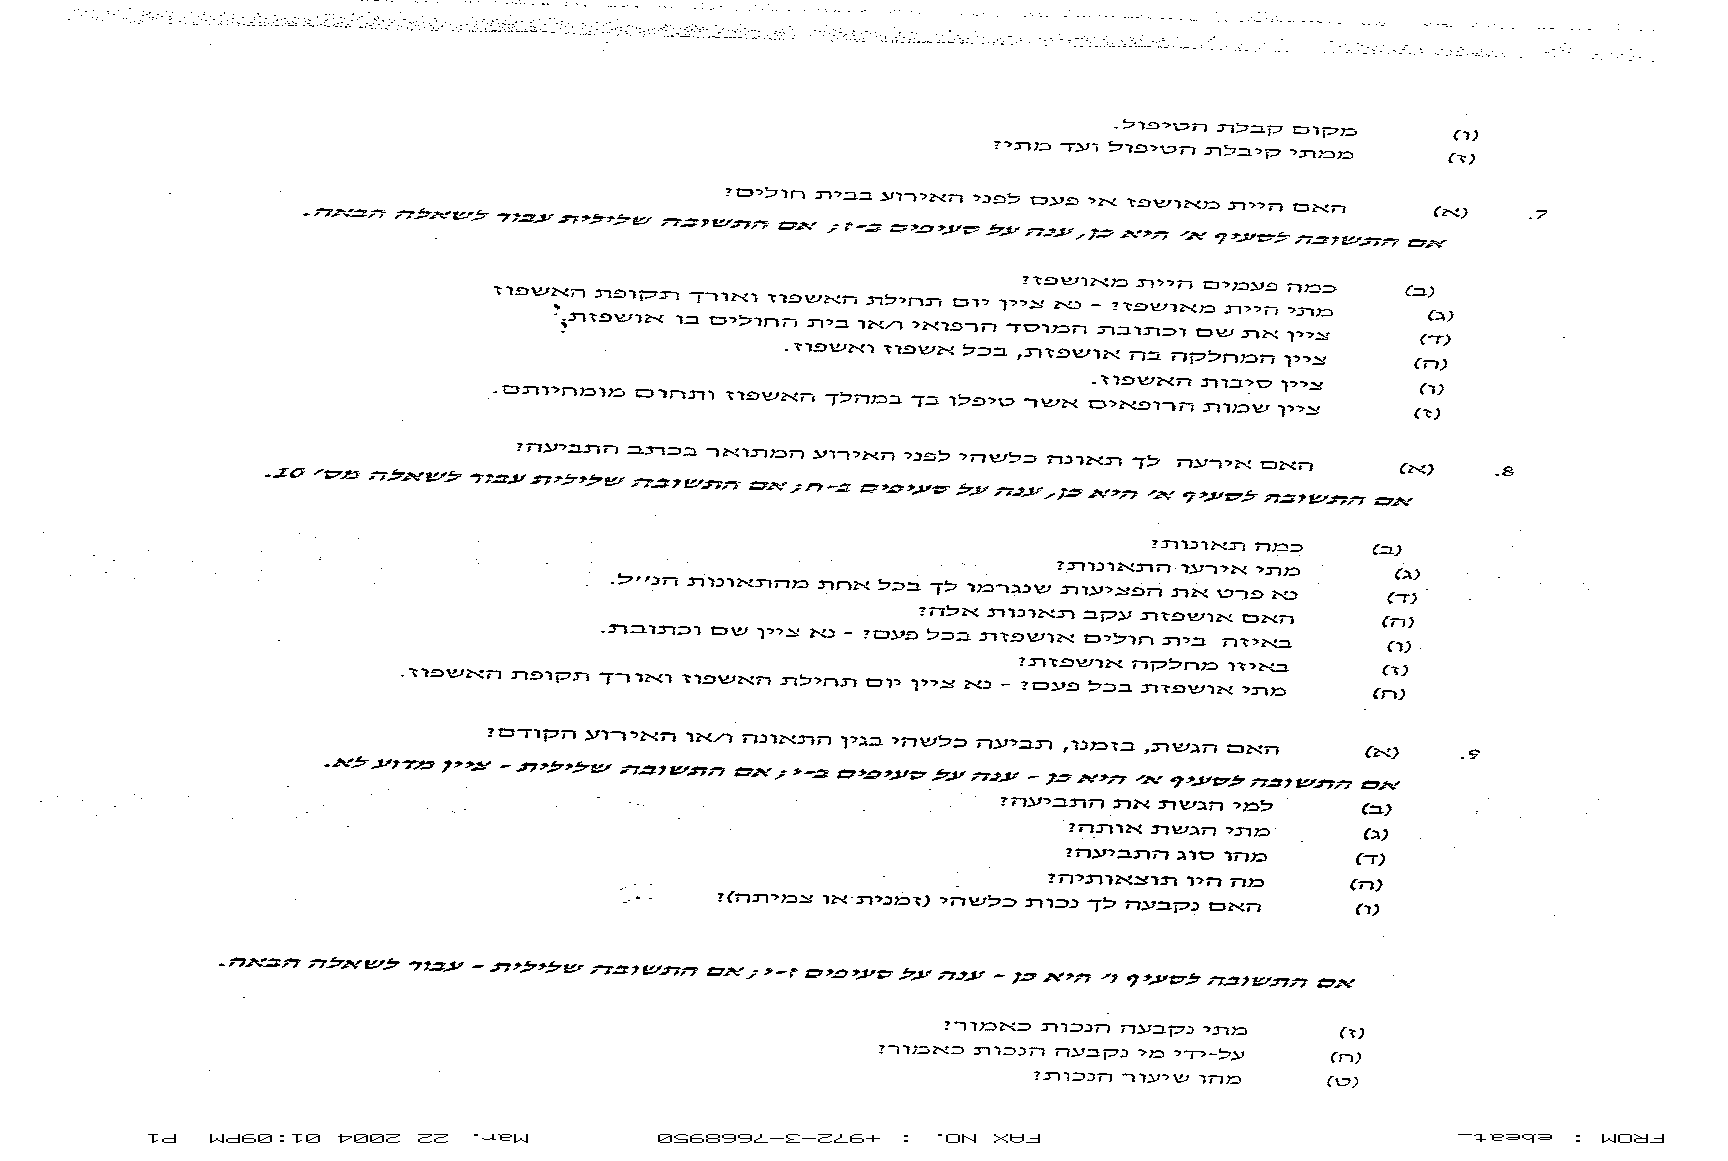 (ו) מקום קבלת הטיפול.
(ז) ממתי קיבלת הטיפול ועד מתי?
7. (א) האם היית מאושפז אי פעם לפני האירוע בבית חולים?
אם התשובה לסעיף א' היא כן, ענה על סעיפים ב-ז; אם התשובה שלילית עבור לשאלה הבאה.
(ב) כמה פעמים היית מאושפז?
(ג) מתי היית מאושפז? - נא ציין יום תחילת האשפוז ואורך תקופת האשפוז
(ד) ציין את שם וכתובת המוסד הרפואי ו/או בית החולים בו אושפזת.
(ה) ציין המחלקה בה אושפזת, בכל אשפוז ואשפוז.
(ו) ציין סיבות האשפוז.
(ז) ציין שמות הרופאים אשר טיפלו בך במהלך האשפוז ותחום מומחיותם.
8. (א) האם אירעה לך תאונה כלשהי לפני האירוע המתואר בכתב התביעה?
אם התשובה לסעיף א' היא כן, ענה על סעיפים ב-ח; אם התשובה שלילית עבור לשאלה מס' 10.
(ב) כמה תאונות?
(ג) מתי אירעו התאונות?
(ד) נא פרט את הפציעות שנגרמו לך בכל אחת מהתאונות הנ״ל.
(ה) האם אושפזת עקב תאונות אלה?
(ו) באיזה בית חולים אושפזת בכל פעם? - נא ציין שם וכתובת.
(ז) באיזו מחלקה אושפזת?
(ח) מתי אושפזת בכל פעם? - נא ציין יום תחילת האשפוז ואורך תקופת האשפוז.
9. (א) האם הגשת, בזמנו, תביעה כלשהי בגין התאונה ו/או האירוע הקודם?
אם התשובה לסעיף א' היא כן - ענה על סעיפים ב-י; אם התשובה שלילית - ציין מדוע לא.
(ב) למי הגשת את התביעה?
(ג) מתי הגשת אותה?
(ד) מהו סוג התביעה?
(ה) מה היו תוצאותיה?
(ו) האם נקבעה לך נכות כלשהי (זמנית או צמיתה)?
אם התשובה לסעיף ו' היא כן - ענה על סעיפים ז-י; אם התשובה שלילית - עבור לשאלה הבאה.
(ז) מתי נקבעה הנכות כאמור?
(ח) על-ידי מי נקבעה הנכות כאמור?
(ט) מהו שיעור הנכות?
FROM : ebeat_ FAX NO. : +972-3-7668950 Mar. 22 2004 01:09PM P1